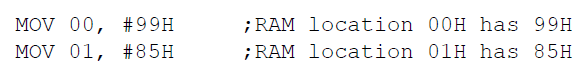 MOV 00, #99H ;RAM location 00H has 99H
MOV 01, #85H ;RAM location 01H has 85H